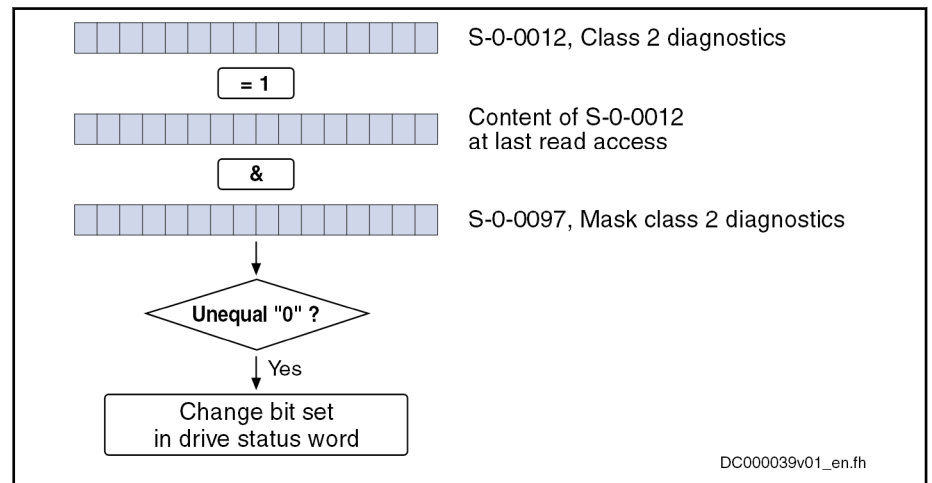 S-0-0012, Class 2 diagnostics
= 1
Content of S-0-0012
at last read access
&
S-0-0097, Mask class 2 diagnostics
Unequal "0" ?
Yes
Change bit set
in drive status word
DC000039v01_en.fh